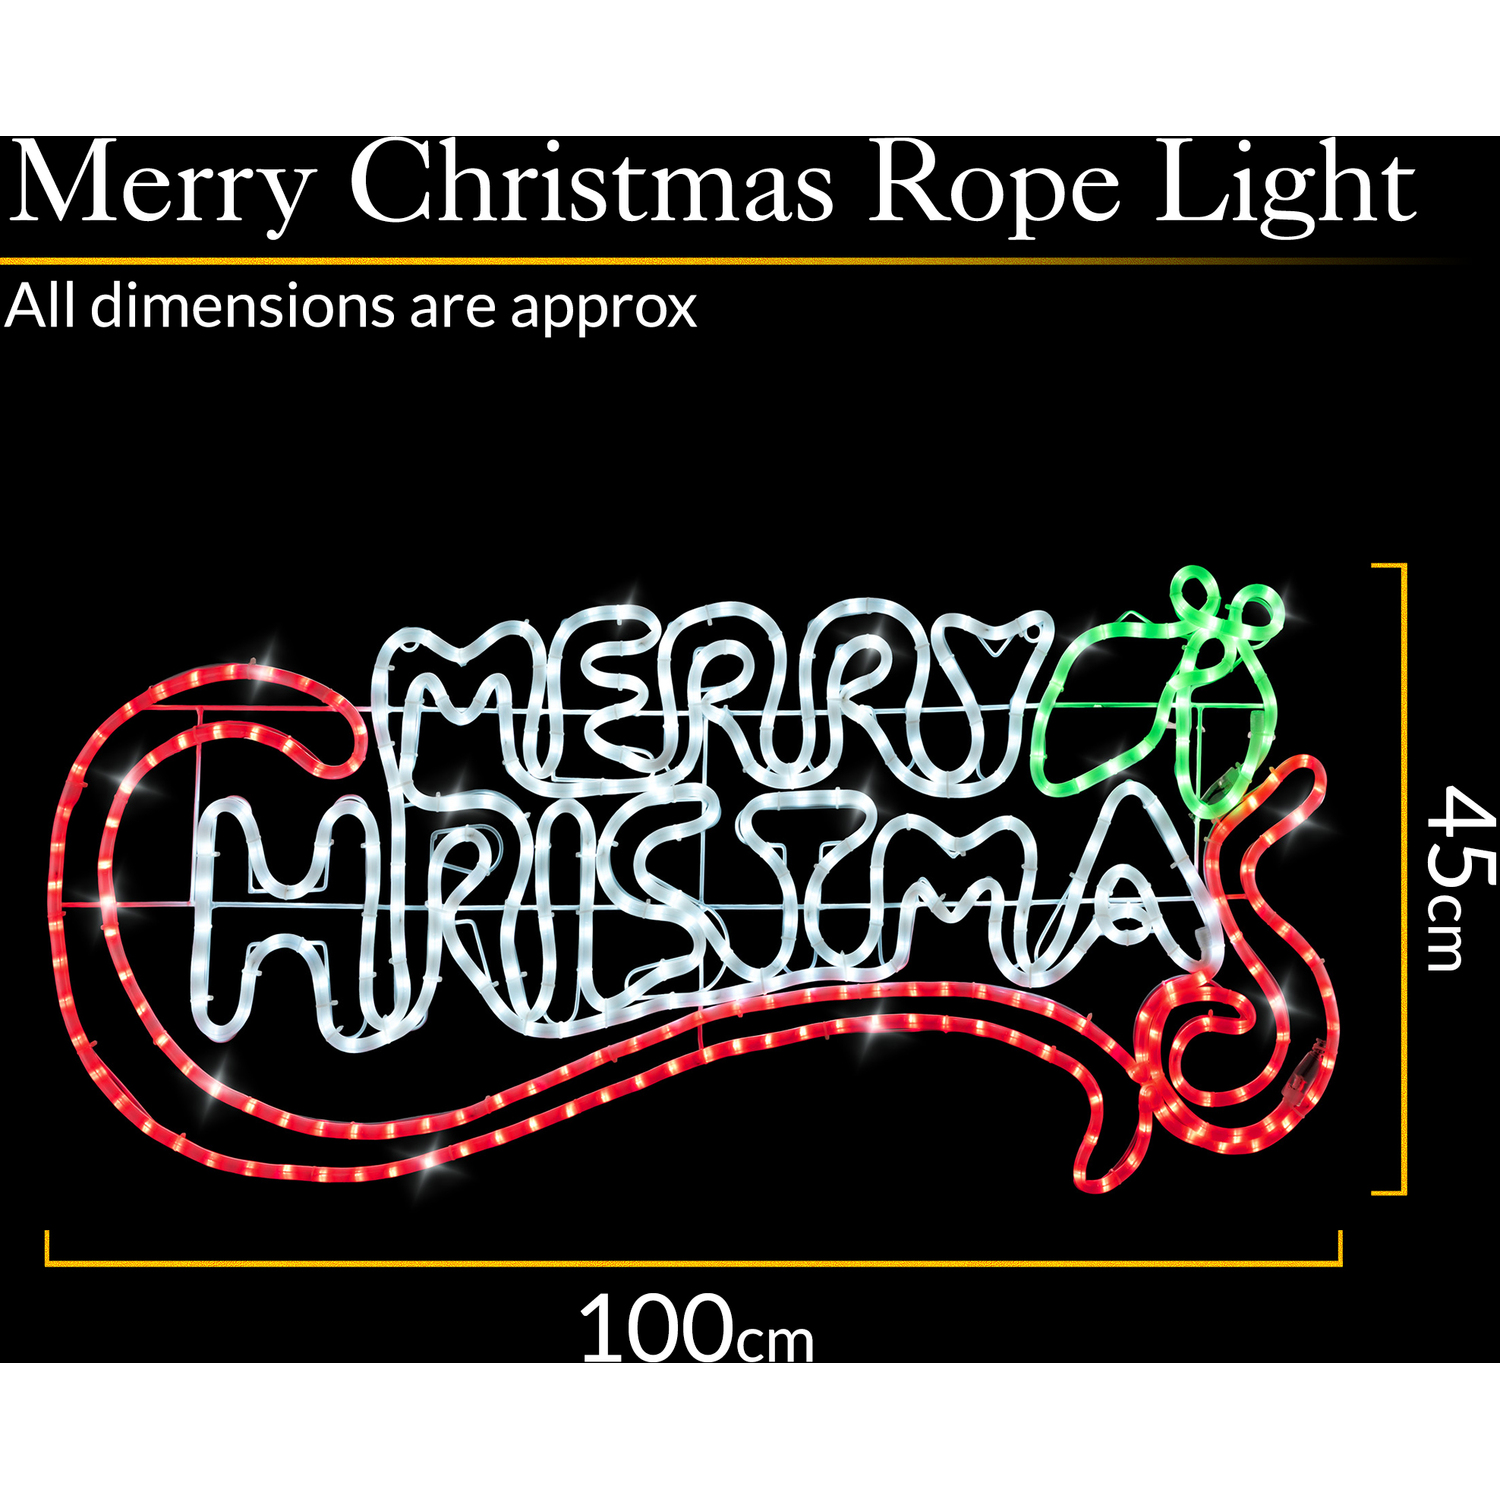 Merry Christmas Rope Light
All dimensions are approx
MERRY
CHRISTMAS
45cm
100cm